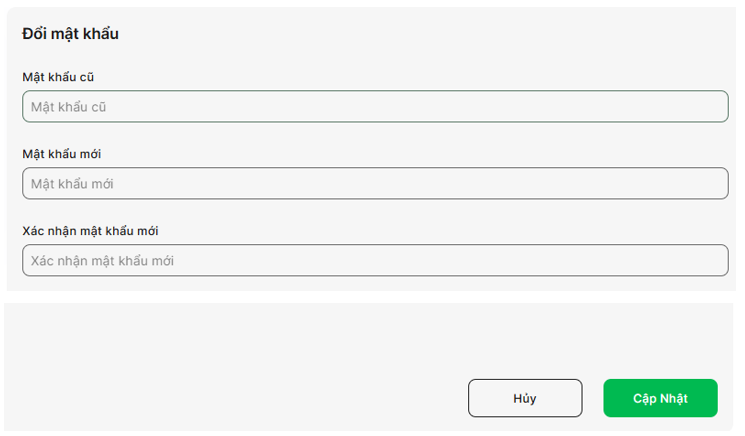 Đổi mật khẩu
Mật khẩu cũ
Mật khẩu cũ
Mật khẩu mới
Mật khẩu mới
Xác nhận mật khẩu mới
Xác nhận mật khẩu mới
Hủy
Cập Nhật